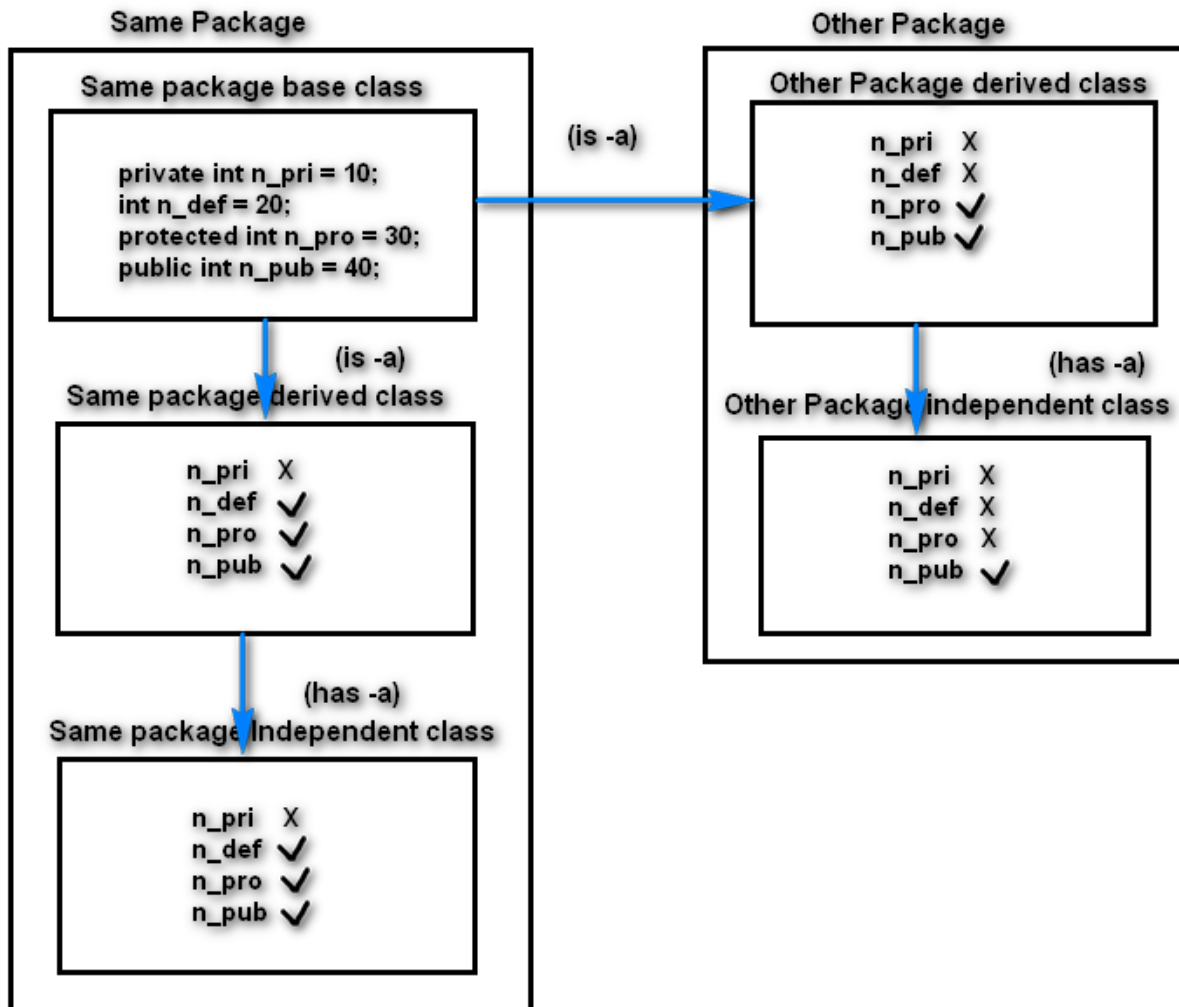 Same Package
Same package base class
private int n_pri = 10;
int n_def = 20;
protected int n_pro = 30;
public int n_pub = 40;
(is -a)
Same package derived class
n_pri X
n_def ✓
n_pro ✓
n_pub ✓
(has -a)
Same package Independent class
n_pri X
n_def ✓
n_pro ✓
n_pub ✓
(is -a)
Other Package
Other Package derived class
n_pri X
n_def X
n_pro ✓
n_pub ✓
(has -a)
Other Package independent class
n_pri X
n_def X
n_pro X
n_pub ✓